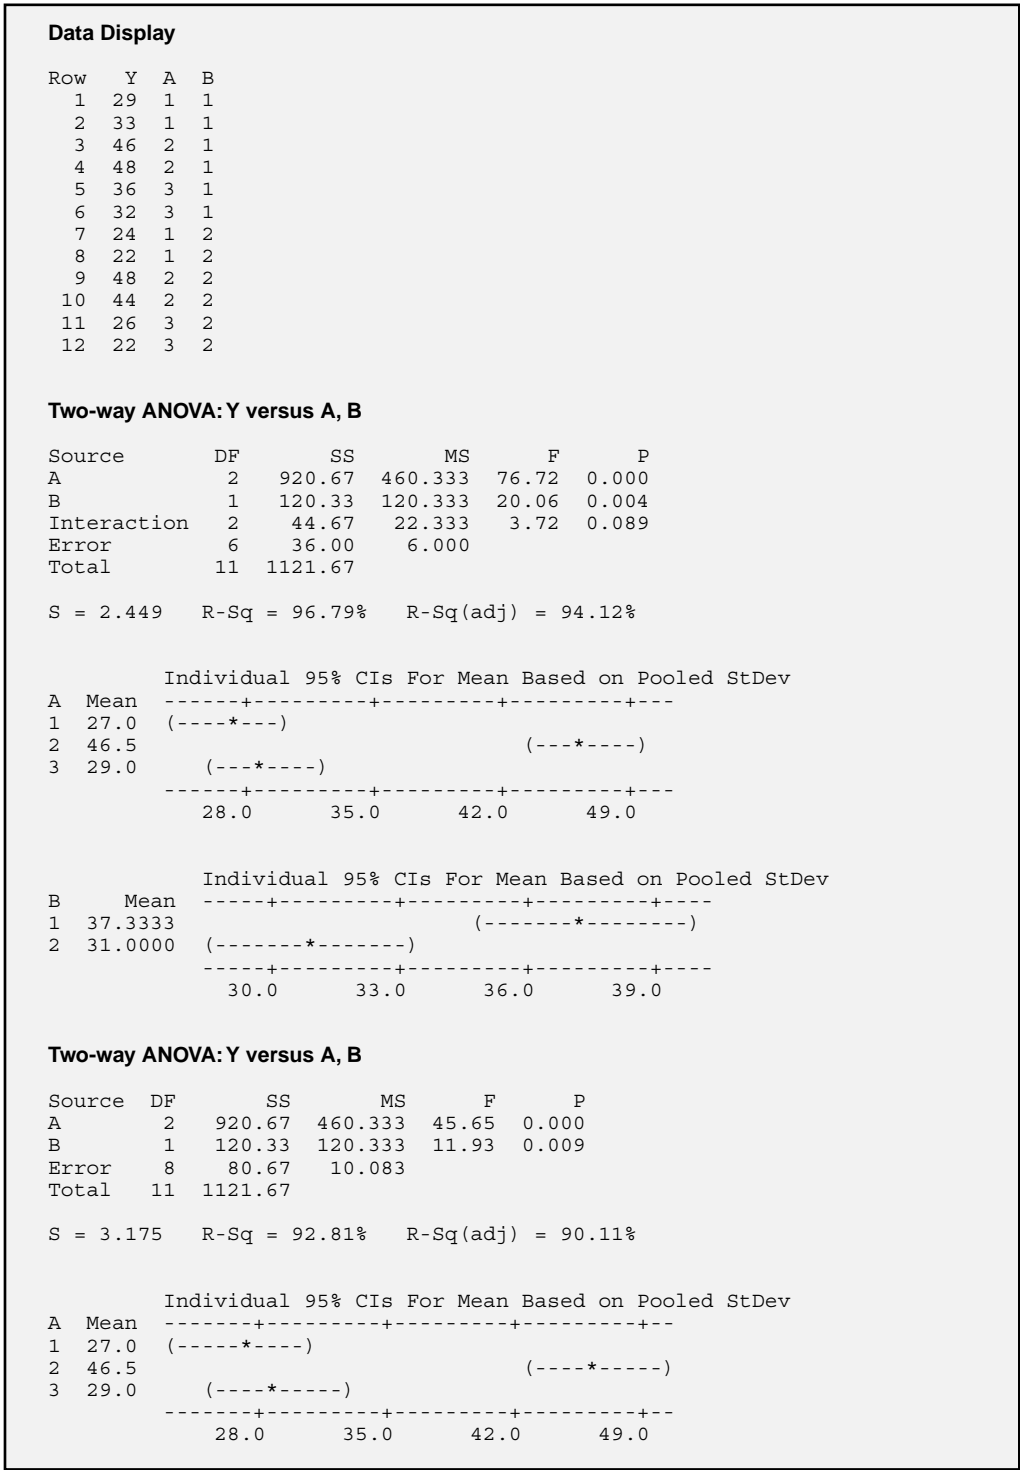 Data Display
Row    Y  A  B
  1   29  1  1
  2   33  1  1
  3   46  2  1
  4   48  2  1
  5   36  3  1
  6   32  3  1
  7   24  1  2
  8   22  1  2
  9   48  2  2
 10   44  2  2
 11   26  3  2
 12   22  3  2
Two-way ANOVA: Y versus A, B
Source       DF       SS       MS      F      P
A             2   920.67  460.333  76.72  0.000
B             1   120.33  120.333  20.06  0.004
Interaction   2    44.67   22.333   3.72  0.089
Error         6    36.00    6.000
Total        11  1121.67
S = 2.449   R-Sq = 96.79%   R-Sq(adj) = 94.12%
         Individual 95% CIs For Mean Based on Pooled StDev
A  Mean  ------+---------+---------+---------+---
1  27.0  (----*---)
2  46.5                              (---*----)
3  29.0     (---*----)
         ------+---------+---------+---------+---
            28.0      35.0      42.0      49.0
            Individual 95% CIs For Mean Based on Pooled StDev
B     Mean  -----+---------+---------+---------+----
1  37.3333                       (-------*--------)
2  31.0000  (-------*-------)
            -----+---------+---------+---------+----
              30.0      33.0      36.0      39.0
Two-way ANOVA: Y versus A, B
Source  DF       SS       MS      F      P
A        2   920.67  460.333  45.65  0.000
B        1   120.33  120.333  11.93  0.009
Error    8    80.67   10.083
Total   11  1121.67
S = 3.175   R-Sq = 92.81%   R-Sq(adj) = 90.11%
         Individual 95% CIs For Mean Based on Pooled StDev
A  Mean  -------+---------+---------+---------+--
1  27.0  (-----*----)
2  46.5                              (----*-----)
3  29.0     (----*-----)
         -------+---------+---------+---------+--
             28.0      35.0      42.0      49.0